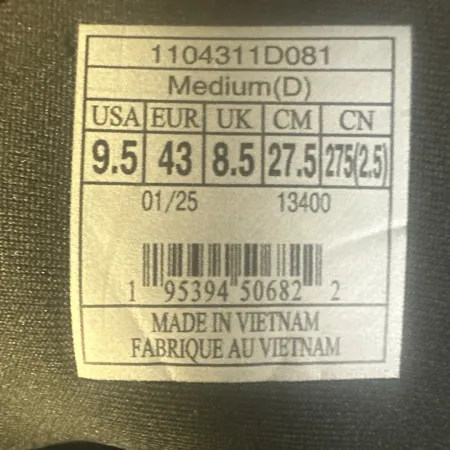 1104311D081
Medium(D)
USA EUR UK CM CN
9.5 43 8.5 27.5 275(2.5)
01/25 13400
1 95394 50682 2
MADE IN VIETNAM
FABRIQUE AU VIETNAM